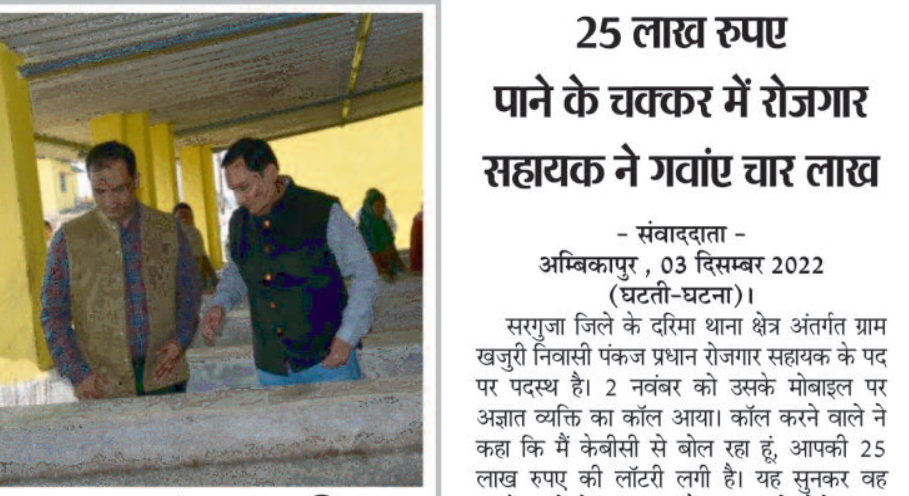 25 लाख रुपए
पाने के चक्कर में रोजगार
सहायक ने गवांए चार लाख
- संवाददाता -
अम्बिकापुर , 03 दिसम्बर 2022
(घटती-घटना)।
सरगुजा जिले के दरिमा थाना क्षेत्र अंतर्गत ग्राम
खजुरी निवासी पंकज प्रधान रोजगार सहायक के पद
पर पदस्थ है। 2 नवंबर को उसके मोबाइल पर
अज्ञात व्यक्ति का कॉल आया। कॉल करने वाले ने
कहा कि मैं केबीसी से बोल रहा हूं, आपकी 25
लाख रुपए की लॉटरी लगी है। यह सुनकर वह